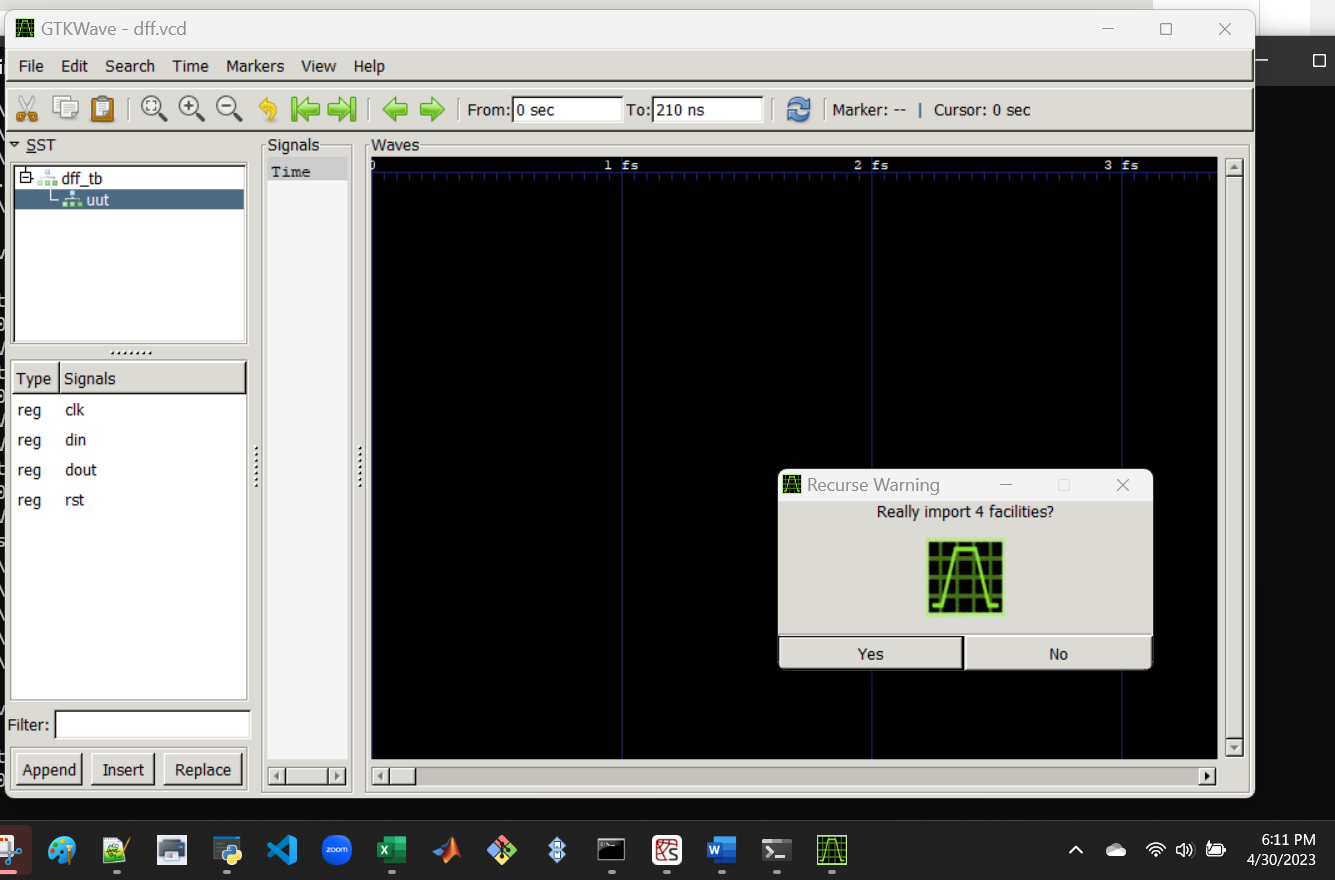 GTKWave - dff.vcd
File Edit Search Time Markers View Help
From: 0 sec To: 210 ns Marker: -- | Cursor: 0 sec
SST
dff_tb
uut
Type Signals
reg clk
reg din
reg dout
reg rst
Filter:
Append Insert Replace
Signals
Time
Waves
0 1 fs 2 fs 3 fs
Recurse Warning
Really import 4 facilities?
Yes No
zoom
6:11 PM
4/30/2023